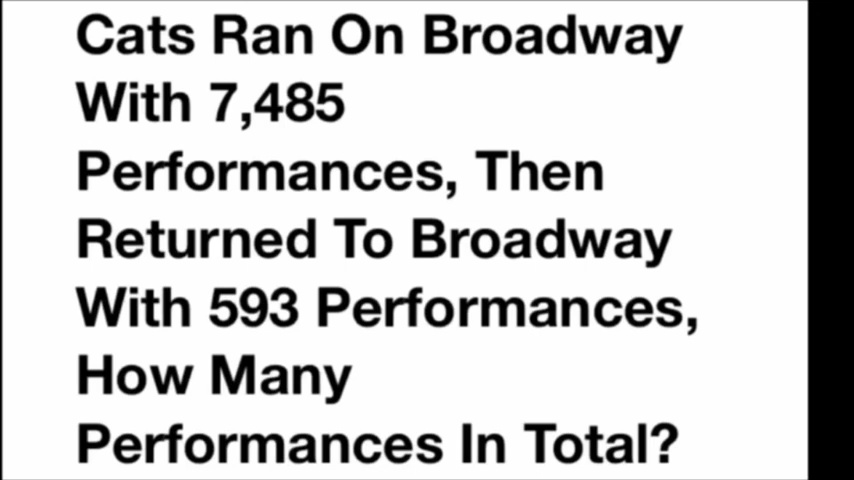 Cats Ran On Broadway
With 7,485
Performances, Then
Returned To Broadway
With 593 Performances,
How Many
Performances In Total?